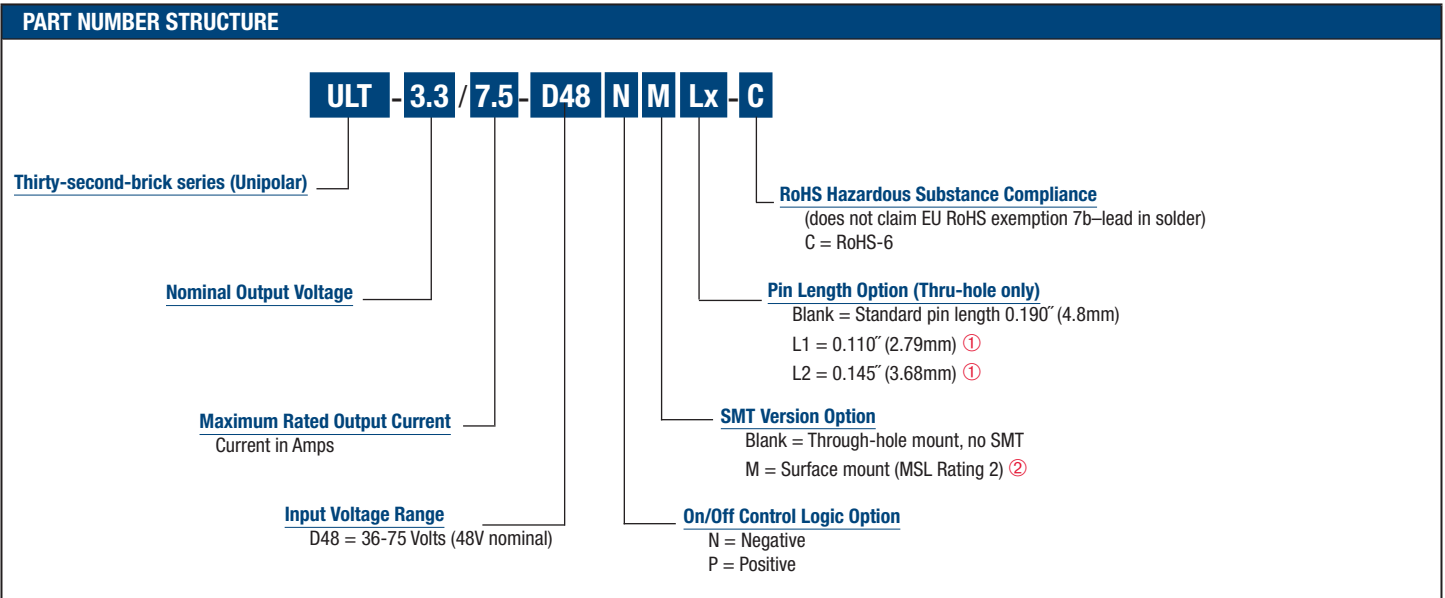 PART NUMBER STRUCTURE
ULT - 3.3 / 7.5 - D48 N M Lx - C
Thirty-second-brick series (Unipolar)
Nominal Output Voltage
Maximum Rated Output Current
Current in Amps
Input Voltage Range
D48 = 36-75 Volts (48V nominal)
RoHS Hazardous Substance Compliance
(does not claim EU RoHS exemption 7b–lead in solder)
C = RoHS-6
Pin Length Option (Thru-hole only)
Blank = Standard pin length 0.190˝ (4.8mm)
L1 = 0.110˝ (2.79mm) ①
L2 = 0.145˝ (3.68mm) ①
SMT Version Option
Blank = Through-hole mount, no SMT
M = Surface mount (MSL Rating 2) ②
On/Off Control Logic Option
N = Negative
P = Positive